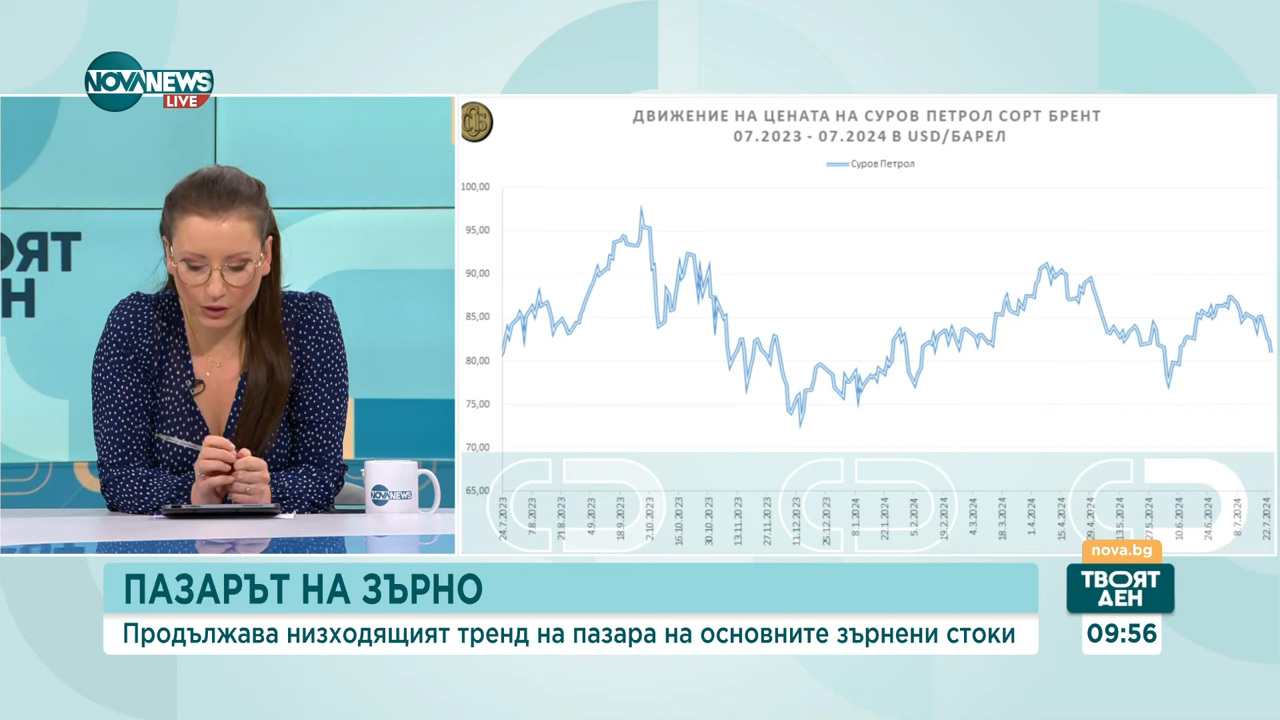 NOVANEWS
LIVE
ОЯТ
ЕН
NOVANEWS
ДВИЖЕНИЕ НА ЦЕНАТА НА СУРОВ ПЕТРОЛ СОРТ БРЕНТ
07.2023 - 07.2024 В USD/БАРЕЛ
Суров Петрол
100,00
95,00
90,00
85,00
80,00
75,00
70,00
65,00
24.7.2023
7.8.2023
21.8.2023
4.9.2023
18.9.2023
2.10.2023
16.10.2023
30.10.2023
13.11.2023
27.11.2023
11.12.2023
25.12.2023
8.1.2024
22.1.2024
5.2.2024
19.2.2024
4.3.2024
18.3.2024
1.4.2024
15.4.2024
29.4.2024
13.5.2024
27.5.2024
10.6.2024
24.6.2024
8.7.2024
22.7.2024
nova.bg
ТВОЯТ
ДЕН
09:56
ПАЗАРЪТ НА ЗЪРНО
Продължава низходящият тренд на пазара на основните зърнени стоки